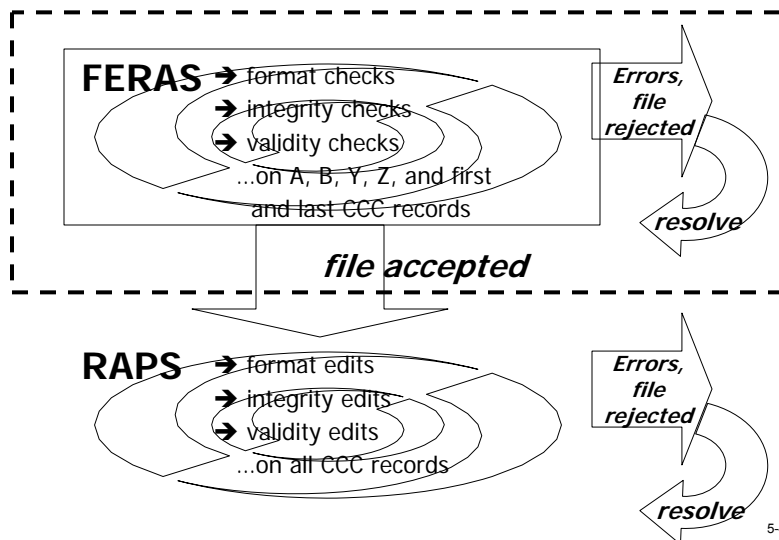 FERAS → format checks
→ integrity checks
→ validity checks
...on A, B, Y, Z, and first
and last CCC records
Errors,
file
rejected
resolve
file accepted
RAPS → format edits
→ integrity edits
→ validity edits
...on all CCC records
Errors,
file
rejected
resolve
5-